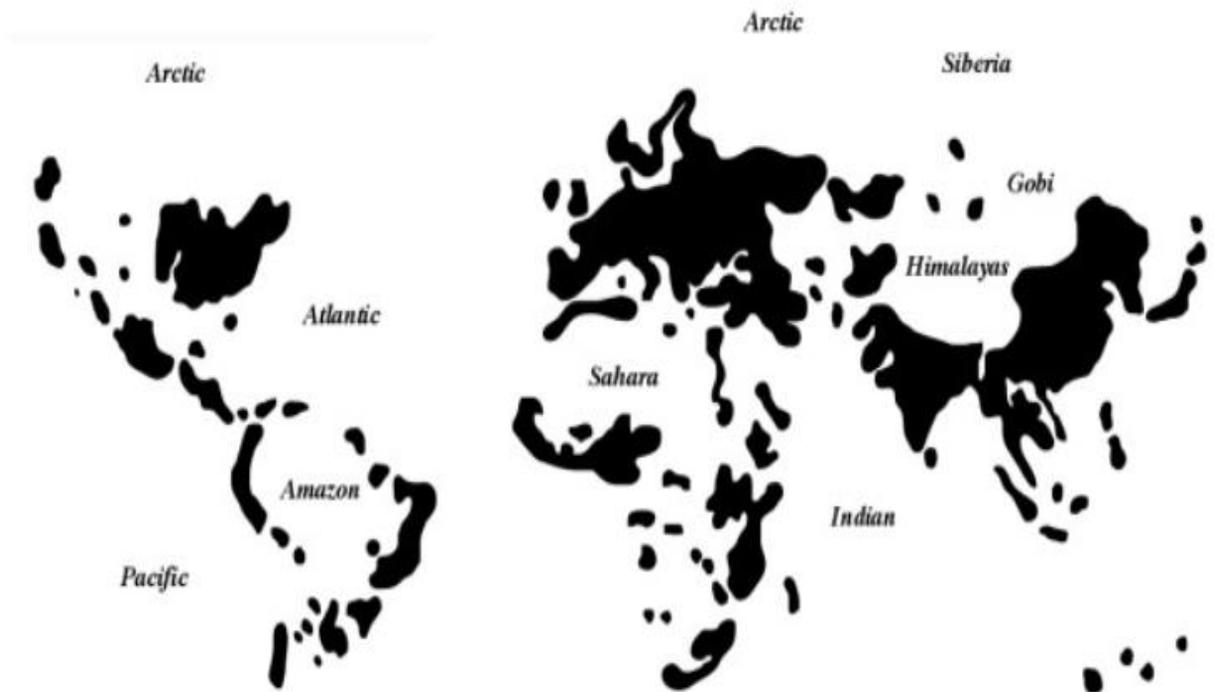 Arctic
Arctic
Siberia
Gobi
Himalayas
Atlantic
Sahara
Amazon
Indian
Pacific